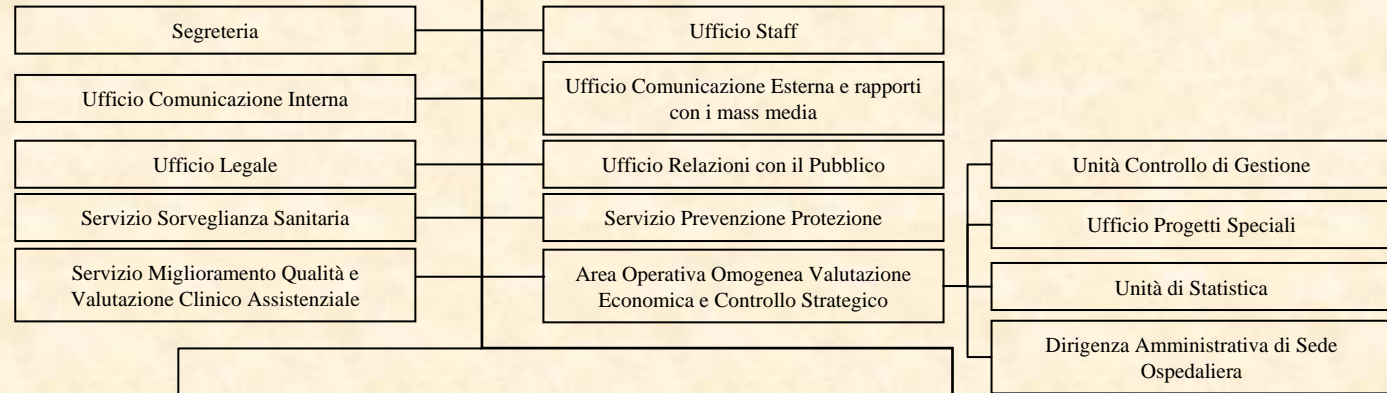 Segreteria
Ufficio Staff
Ufficio Comunicazione Interna
Ufficio Comunicazione Esterna e rapporti
con i mass media
Ufficio Legale
Ufficio Relazioni con il Pubblico
Unità Controllo di Gestione
Servizio Sorveglianza Sanitaria
Servizio Prevenzione Protezione
Ufficio Progetti Speciali
Servizio Miglioramento Qualità e
Valutazione Clinico Assistenziale
Area Operativa Omogenea Valutazione
Economica e Controllo Strategico
Unità di Statistica
Dirigenza Amministrativa di Sede
Ospedaliera